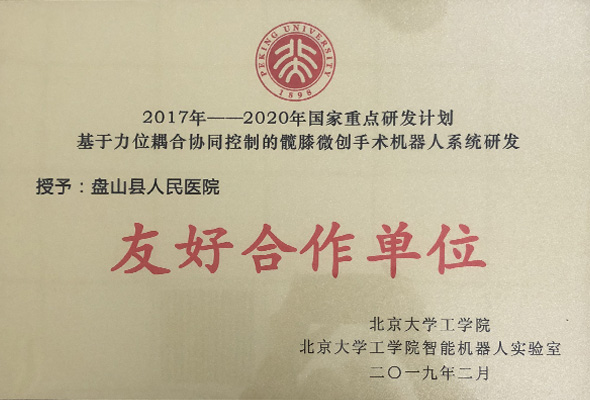 PEKING UNIVERSITY
1898
2017年——2020年国家重点研发计划
基于力位耦合协同控制的髋膝微创手术机器人系统研发
授予：盘山县人民医院
友好合作单位
北京大学工学院
北京大学工学院智能机器人实验室
二〇一九年二月